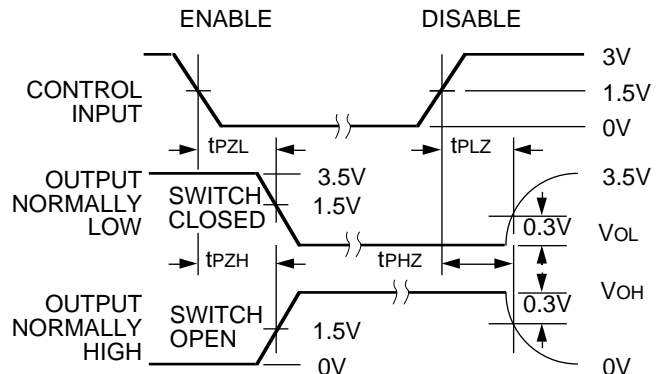 ENABLE DISABLE
3V
CONTROL
INPUT
1.5V
0V
tPZL tPLZ
OUTPUT
NORMALLY
LOW
SWITCH
CLOSED
3.5V
1.5V
3.5V
0.3V
VOL
tPZH tPHZ
OUTPUT
NORMALLY
HIGH
SWITCH
OPEN
1.5V
0V
0.3V
VOH
0V